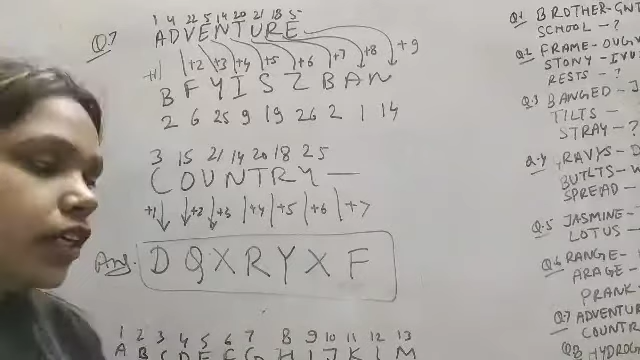 1 4 22 5 14 20 21 18 5
Q.7 ADVENTURE
+1 +2 +3 +4 +5 +6 +7 +8 +9
B F Y I S Z B A N
2 6 25 9 19 26 2 1 14
3 15 21 14 20 18 25
COUNTRY —
+1 +2 +3 +4 +5 +6 +7
Ans. D Q X R Y X F
1 2 3 4 5 6 7 8 9 10 11 12 13
A B C D E F G H I J K L M
Q.1 BROTHER-GNT
SCHOOL - ?
Q.2 FRAME-OUGV
STONY-IVU
RESTS - ?
Q.3 BANGED-
TILTS-
STRAY-?
Q.4
BUTLTS-
SPREAD-
Q.5 JASMINE-
LOTUS-
Q.6 RANGE-
ARAGE-
PRANK-
Q.7 ADVENTUR
COUNTR
Q.8 HYDROG